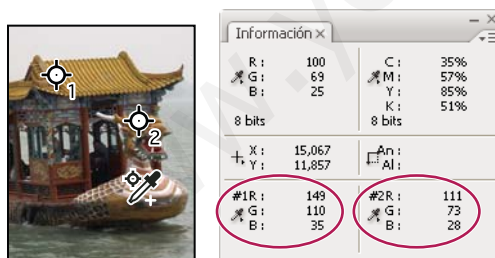 Información ×
R: 100
G: 69
B: 25
8 bits
C: 35%
M: 57%
Y: 85%
K: 51%
8 bits
X: 15,067
Y: 11,857
An:
Al:
#1R: 149
G: 110
B: 35
#2R: 111
G: 73
B: 28
1
2